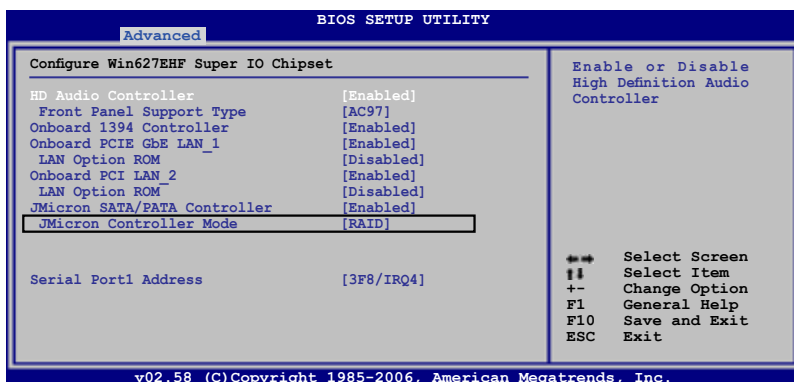 BIOS SETUP UTILITY
Advanced
Configure Win627EHF Super IO Chipset
HD Audio Controller [Enabled]
Front Panel Support Type [AC97]
Onboard 1394 Controller [Enabled]
Onboard PCIE GbE LAN_1 [Enabled]
LAN Option ROM [Disabled]
Onboard PCI LAN_2 [Enabled]
LAN Option ROM [Disabled]
JMicron SATA/PATA Controller [Enabled]
JMicron Controller Mode [RAID]
Serial Port1 Address [3F8/IRQ4]
Enable or Disable
High Definition Audio
Controller
←→ Select Screen
↑↓ Select Item
+- Change Option
F1 General Help
F10 Save and Exit
ESC Exit
v02.58 (C)Copyright 1985-2006, American Megatrends, Inc.